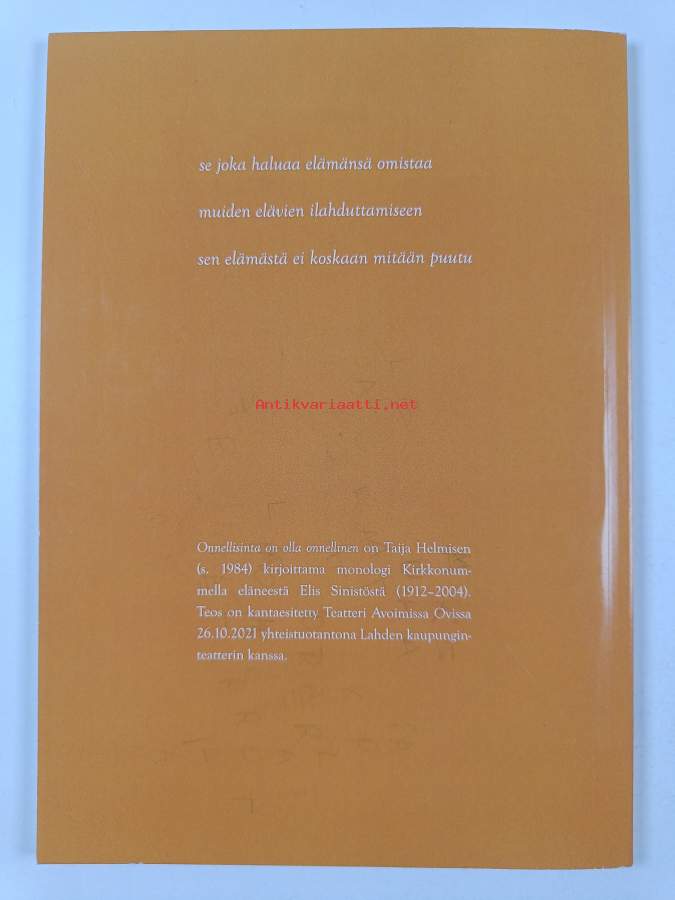 se joka haluaa elämänsä omistaa
muiden elävien ilahduttamiseen
sen elämästä ei koskaan mitään puutu
Antikvariaatti.net
Onnellisinta on olla onnellinen on Taija Helmisen
(s. 1984) kirjoittama monologi Kirkkonum-
mella eläneestä Elis Sinistöstä (1912–2004).
Teos on kantaesitetty Teatteri Avoimissa Ovissa
26.10.2021 yhteistuotantona Lahden kaupungin-
teatterin kanssa.